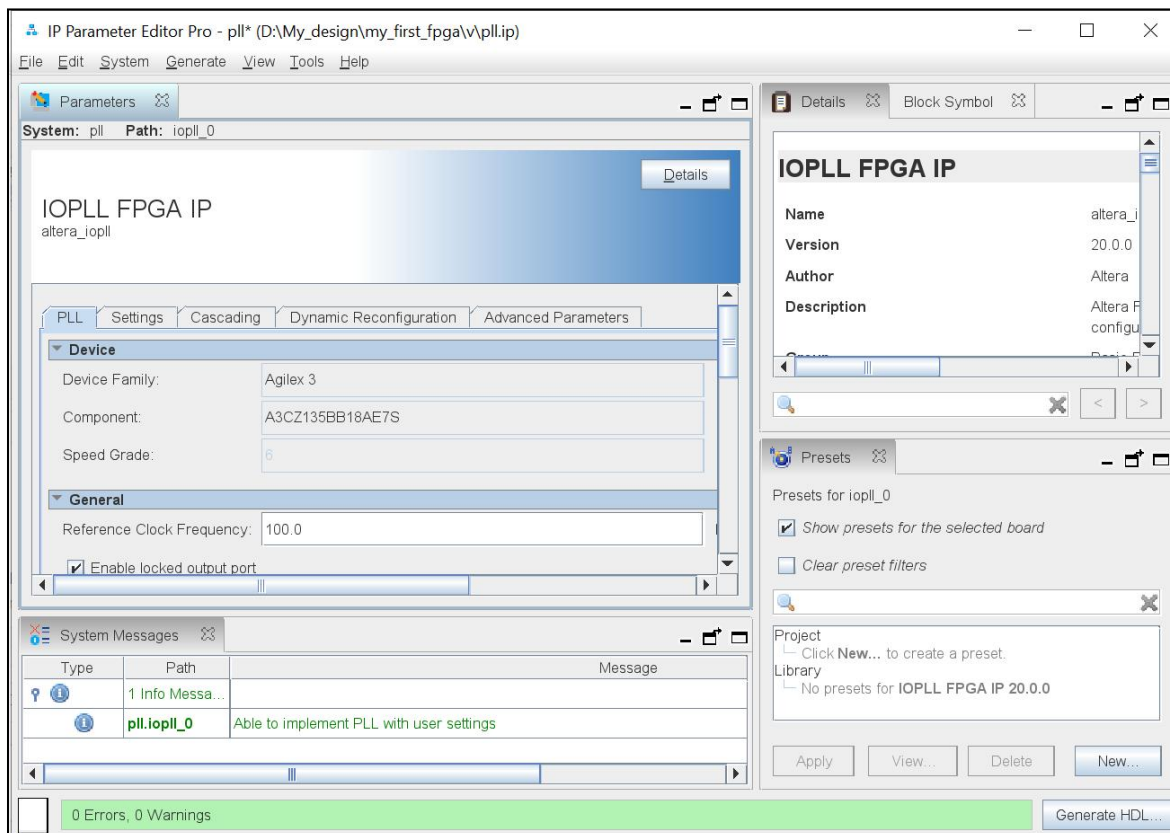 IP Parameter Editor Pro - pll* (D:\My_design\my_first_fpga\v\pll.ip)
File Edit System Generate View Tools Help
Parameters
System: pll Path: iopll_0
Details
IOPLL FPGA IP
altera_iopll
PLL Settings Cascading Dynamic Reconfiguration Advanced Parameters
Device
Device Family: Agilex 3
Component: A3CZ135BB18AE7S
Speed Grade: 6
General
Reference Clock Frequency: 100.0
Enable locked output port
System Messages
Type Path Message
1 Info Messa...
pll.iopll_0 Able to implement PLL with user settings
0 Errors, 0 Warnings
Details Block Symbol
IOPLL FPGA IP
Name altera_i
Version 20.0.0
Author Altera
Description Altera F
configu
< >
Presets
Presets for iopll_0
Show presets for the selected board
Clear preset filters
Project
Click New... to create a preset.
Library
No presets for IOPLL FPGA IP 20.0.0
Apply View... Delete New...
Generate HDL...